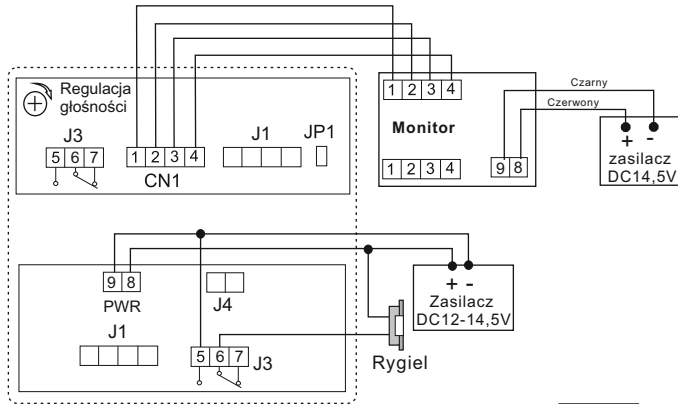 1 2 3 4
Czarny
Regulacja
głośności
Czerwony
Monitor
J3
J1
JP1
+ -
zasilacz
DC14,5V
5 6 7
1 2 3 4
1 2 3 4
9 8
CN1
9 8
PWR
J4
+ -
Zasilacz
DC12-14,5V
J1
5 6 7
J3
Rygiel